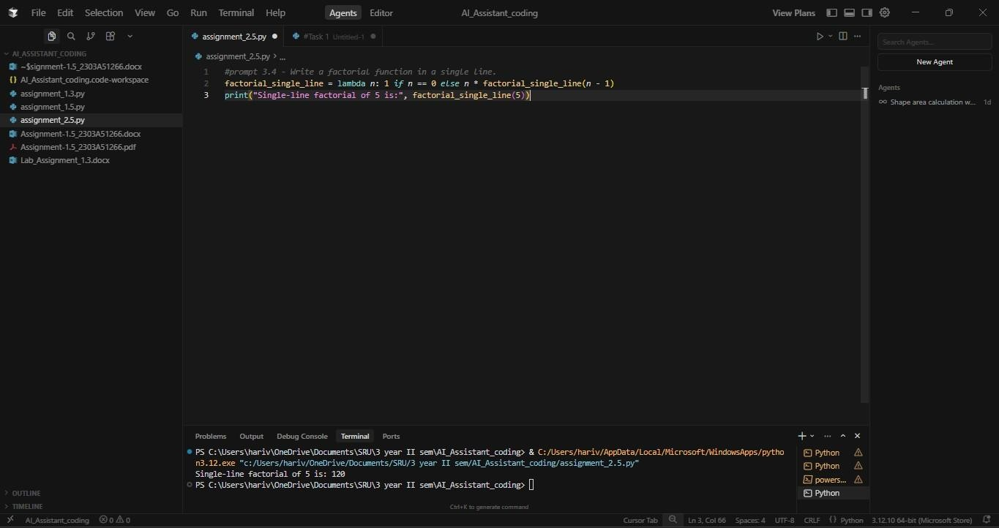 File Edit Selection View Go Run Terminal Help Agents Editor AI_Assistant_coding View Plans
AI_ASSISTANT_CODING
~$signment-1.5_2303A51266.docx
{} AI_Assistant_coding.code-workspace
assignment_1.3.py
assignment_1.5.py
assignment_2.5.py
Assignment-1.5_2303A51266.docx
Assignment-1.5_2303A51266.pdf
Lab_Assignment_1.3.docx
OUTLINE
TIMELINE
assignment_2.5.py #Task 1 Untitled-1
assignment_2.5.py > ...
1 #prompt 3.4 - Write a factorial function in a single line.
2 factorial_single_line = lambda n: 1 if n == 0 else n * factorial_single_line(n - 1)
3 print("Single-line factorial of 5 is:", factorial_single_line(5))
Problems Output Debug Console Terminal Ports
PS C:\Users\hariv\OneDrive\Documents\SRU\3 year II sem\AI_Assistant_coding> & C:/Users/hariv/AppData/Local/Microsoft/WindowsApps/pytho
n3.12.exe "c:/Users/hariv/OneDrive/Documents/SRU/3 year II sem/AI_Assistant_coding/assignment_2.5.py"
Single-line factorial of 5 is: 120
PS C:\Users\hariv\OneDrive\Documents\SRU\3 year II sem\AI_Assistant_coding>
Ctrl+K to generate command
Python
Python
powers...
Python
Search Agents...
New Agent
Agents
Shape area calculation w... 1d
AI_Assistant_coding 0 0 Cursor Tab Ln 3, Col 66 Spaces: 4 UTF-8 CRLF {} Python 3.12.10 64-bit (Microsoft Store)